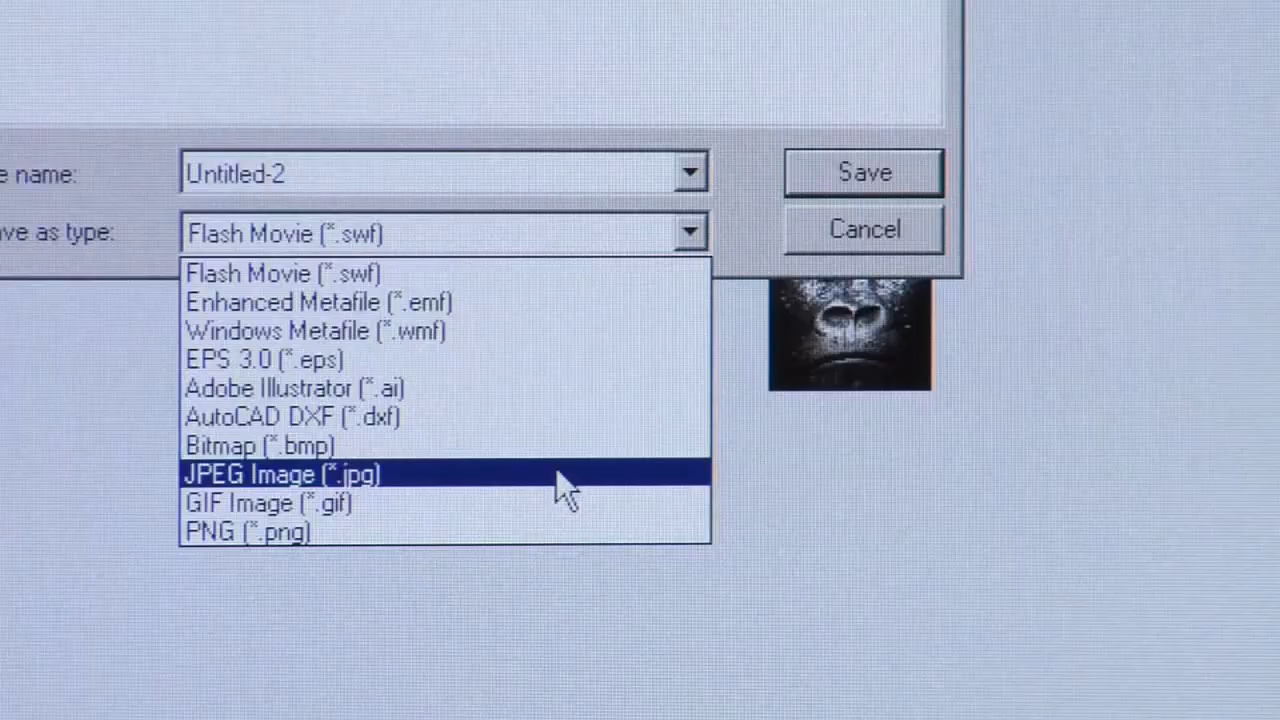 e name:
Untitled-2
Save
ve as type:
Flash Movie (*.swf)
Cancel
Flash Movie (*.swf)
Enhanced Metafile (*.emf)
Windows Metafile (*.wmf)
EPS 3.0 (*.eps)
Adobe Illustrator (*.ai)
AutoCAD DXF (*.dxf)
Bitmap (*.bmp)
JPEG Image (*.jpg)
GIF Image (*.gif)
PNG (*.png)